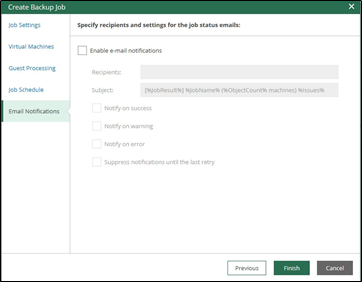 Create Backup Job
Job Settings
Virtual Machines
Guest Processing
Job Schedule
Email Notifications
Specify recipients and settings for the job status emails:
Enable e-mail notifications
Recipients:
Subject: [%JobResult%] %JobName% (%ObjectCount% machines) %Issues%
Notify on success
Notify on warning
Notify on error
Suppress notifications until the last retry
Previous Finish Cancel